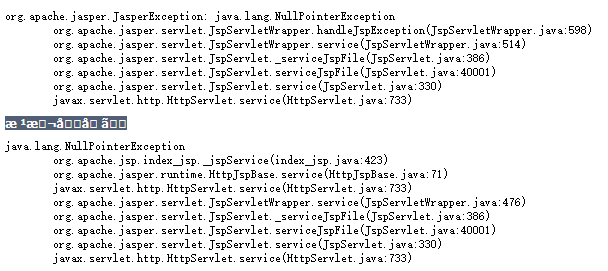 org.apache.jasper.JasperException: java.lang.NullPointerException
org.apache.jasper.servlet.JspServletWrapper.handleJspException(JspServletWrapper.java:598)
org.apache.jasper.servlet.JspServletWrapper.service(JspServletWrapper.java:514)
org.apache.jasper.servlet.JspServlet._serviceJspFile(JspServlet.java:386)
org.apache.jasper.servlet.JspServlet.serviceJspFile(JspServlet.java:40001)
org.apache.jasper.servlet.JspServlet.service(JspServlet.java:330)
javax.servlet.http.HttpServlet.service(HttpServlet.java:733)
java.lang.NullPointerException
org.apache.jsp.index_jsp._jspService(index_jsp.java:423)
org.apache.jasper.runtime.HttpJspBase.service(HttpJspBase.java:71)
javax.servlet.http.HttpServlet.service(HttpServlet.java:733)
org.apache.jasper.servlet.JspServletWrapper.service(JspServletWrapper.java:476)
org.apache.jasper.servlet.JspServlet._serviceJspFile(JspServlet.java:386)
org.apache.jasper.servlet.JspServlet.serviceJspFile(JspServlet.java:40001)
org.apache.jasper.servlet.JspServlet.service(JspServlet.java:330)
javax.servlet.http.HttpServlet.service(HttpServlet.java:733)